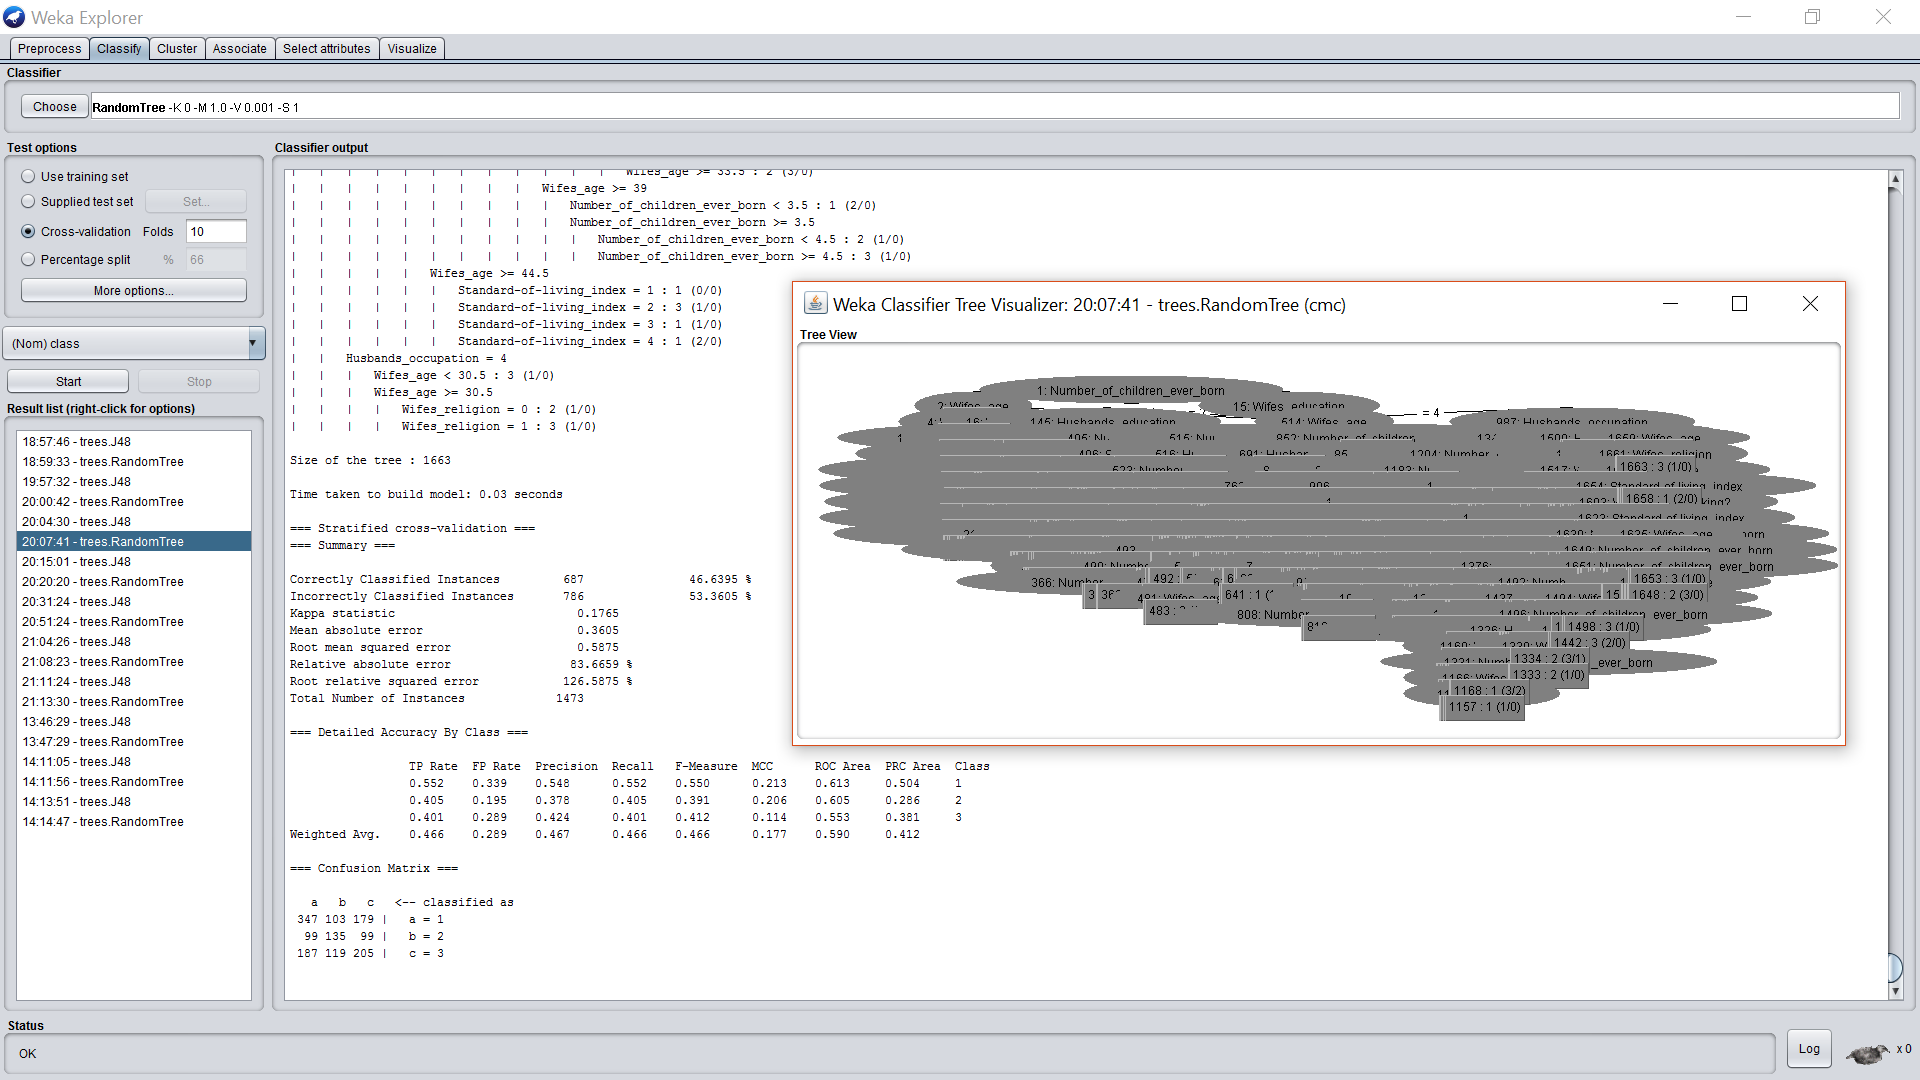 Weka Explorer
Preprocess Classify Cluster Associate Select attributes Visualize
Classifier
Choose RandomTree -K 0 -M 1.0 -V 0.001 -S 1
Test options
Use training set
Supplied test set Set...
Cross-validation Folds 10
Percentage split % 66
More options...
(Nom) class
Start Stop
Result list (right-click for options)
18:57:46 - trees.J48
18:59:33 - trees.RandomTree
19:57:32 - trees.J48
20:00:42 - trees.RandomTree
20:04:30 - trees.J48
20:07:41 - trees.RandomTree
20:15:01 - trees.J48
20:20:20 - trees.RandomTree
20:31:24 - trees.J48
20:51:24 - trees.RandomTree
21:04:26 - trees.J48
21:08:23 - trees.RandomTree
21:11:24 - trees.J48
21:13:30 - trees.RandomTree
13:46:29 - trees.J48
13:47:29 - trees.RandomTree
14:11:05 - trees.J48
14:11:56 - trees.RandomTree
14:13:51 - trees.J48
14:14:47 - trees.RandomTree
Classifier output
| | | | | | | | | | | Wifes_age >= 33.5 : 2 (3/0)
| | | | | | | | | Wifes_age >= 39
| | | | | | | | | | Number_of_children_ever_born < 3.5 : 1 (2/0)
| | | | | | | | | | Number_of_children_ever_born >= 3.5
| | | | | | | | | | | Number_of_children_ever_born < 4.5 : 2 (1/0)
| | | | | | | | | | | Number_of_children_ever_born >= 4.5 : 3 (1/0)
| | | | | Wifes_age >= 44.5
| | | | | | Standard-of-living_index = 1 : 1 (0/0)
| | | | | | Standard-of-living_index = 2 : 3 (1/0)
| | | | | | Standard-of-living_index = 3 : 1 (1/0)
| | | | | | Standard-of-living_index = 4 : 1 (2/0)
| | Husbands_occupation = 4
| | | Wifes_age < 30.5 : 3 (1/0)
| | | Wifes_age >= 30.5
| | | | Wifes_religion = 0 : 2 (1/0)
| | | | Wifes_religion = 1 : 3 (1/0)
Size of the tree : 1663
Time taken to build model: 0.03 seconds
=== Stratified cross-validation ===
=== Summary ===
Correctly Classified Instances 687 46.6395 %
Incorrectly Classified Instances 786 53.3605 %
Kappa statistic 0.1765
Mean absolute error 0.3605
Root mean squared error 0.5875
Relative absolute error 83.6659 %
Root relative squared error 126.5875 %
Total Number of Instances 1473
=== Detailed Accuracy By Class ===
TP Rate FP Rate Precision Recall F-Measure MCC ROC Area PRC Area Class
0.552 0.339 0.548 0.552 0.550 0.213 0.613 0.504 1
0.405 0.195 0.378 0.405 0.391 0.206 0.605 0.286 2
0.401 0.289 0.424 0.401 0.412 0.114 0.553 0.381 3
Weighted Avg. 0.466 0.289 0.467 0.466 0.466 0.177 0.590 0.412
=== Confusion Matrix ===
a b c <-- classified as
347 103 179 | a = 1
99 135 99 | b = 2
187 119 205 | c = 3
Weka Classifier Tree Visualizer: 20:07:41 - trees.RandomTree (cmc)
Tree View
1: Number_of_children_ever_born
2: Wifes_age 15: Wifes_education
= 4
145: Husbands_education 514: Wifes_age 987: Husbands_occupation
852: Number_of_children 1659: Wifes_age
1661: Wifes_religion
1663 : 3 (1/0)
1654: Standard-of-living_index
1658 : 1 (2/0)
1623: Standard-of-living_index
1649: Number_of_children_ever_born
1651: Number_of_children_ever_born
366: Number 1653 : 3 (1/0)
641 : 1 1648 : 2 (3/0)
808: Number 1496: Number_of_children_ever_born
1498 : 3 (1/0)
1442 : 3 (2/0)
1334 : 2 (3/1) _ever_born
1333 : 2 (1/0)
1168 : 1 (3/2)
1157 : 1 (1/0)
Status
OK Log x 0